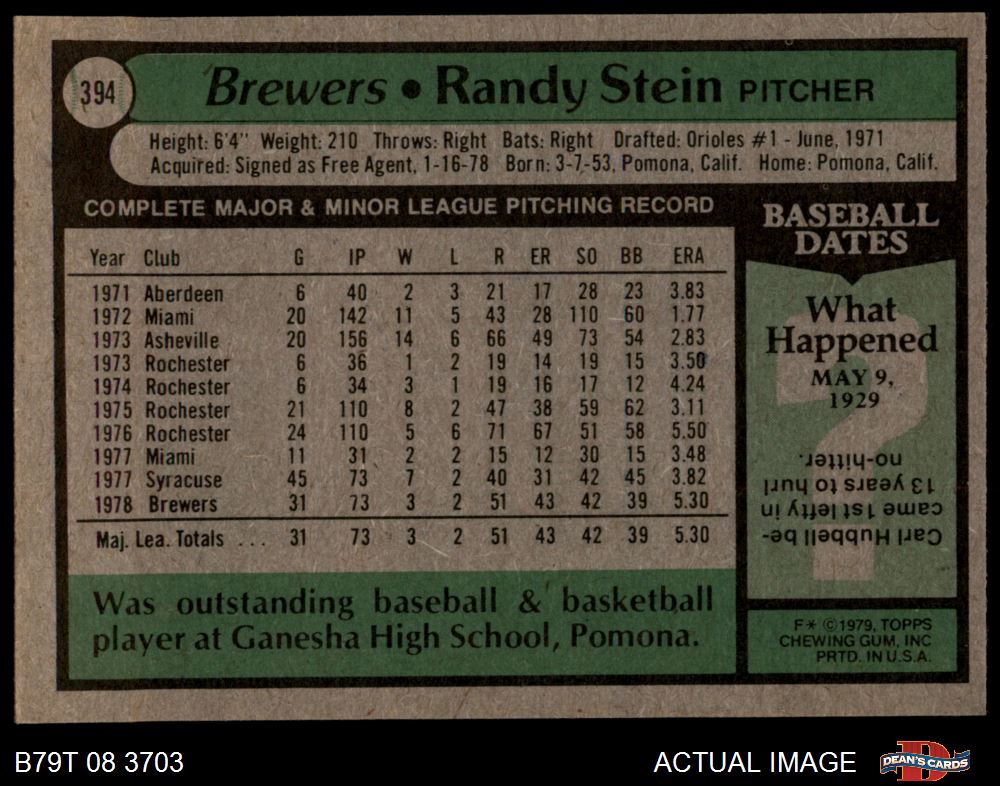 394
Brewers • Randy Stein PITCHER
Height: 6'4" Weight: 210 Throws: Right Bats: Right Drafted: Orioles #1 - June, 1971
Acquired: Signed as Free Agent, 1-16-78 Born: 3-7-53, Pomona, Calif. Home: Pomona, Calif.
COMPLETE MAJOR & MINOR LEAGUE PITCHING RECORD
Year Club G IP W L R ER SO BB ERA
1971 Aberdeen 6 40 2 3 21 17 28 23 3.83
1972 Miami 20 142 11 5 43 28 110 60 1.77
1973 Asheville 20 156 14 6 66 49 73 54 2.83
1973 Rochester 6 36 1 2 19 14 19 15 3.50
1974 Rochester 6 34 3 1 19 16 17 12 4.24
1975 Rochester 21 110 8 2 47 38 59 62 3.11
1976 Rochester 24 110 5 6 71 67 51 58 5.50
1977 Miami 11 31 2 2 15 12 30 15 3.48
1977 Syracuse 45 73 7 2 40 31 42 45 3.82
1978 Brewers 31 73 3 2 51 43 42 39 5.30
Maj. Lea. Totals ... 31 73 3 2 51 43 42 39 5.30
Was outstanding baseball & basketball
player at Ganesha High School, Pomona.
BASEBALL
DATES
What
Happened
MAY 9,
1929
Carl Hubbell be-
came 1st lefty in
13 years to hurl
no-hitter.
F* ©1979, TOPPS
CHEWING GUM, INC
PRTD. IN U.S.A.
B79T 08 3703
ACTUAL IMAGE
D
DEAN'S CARDS